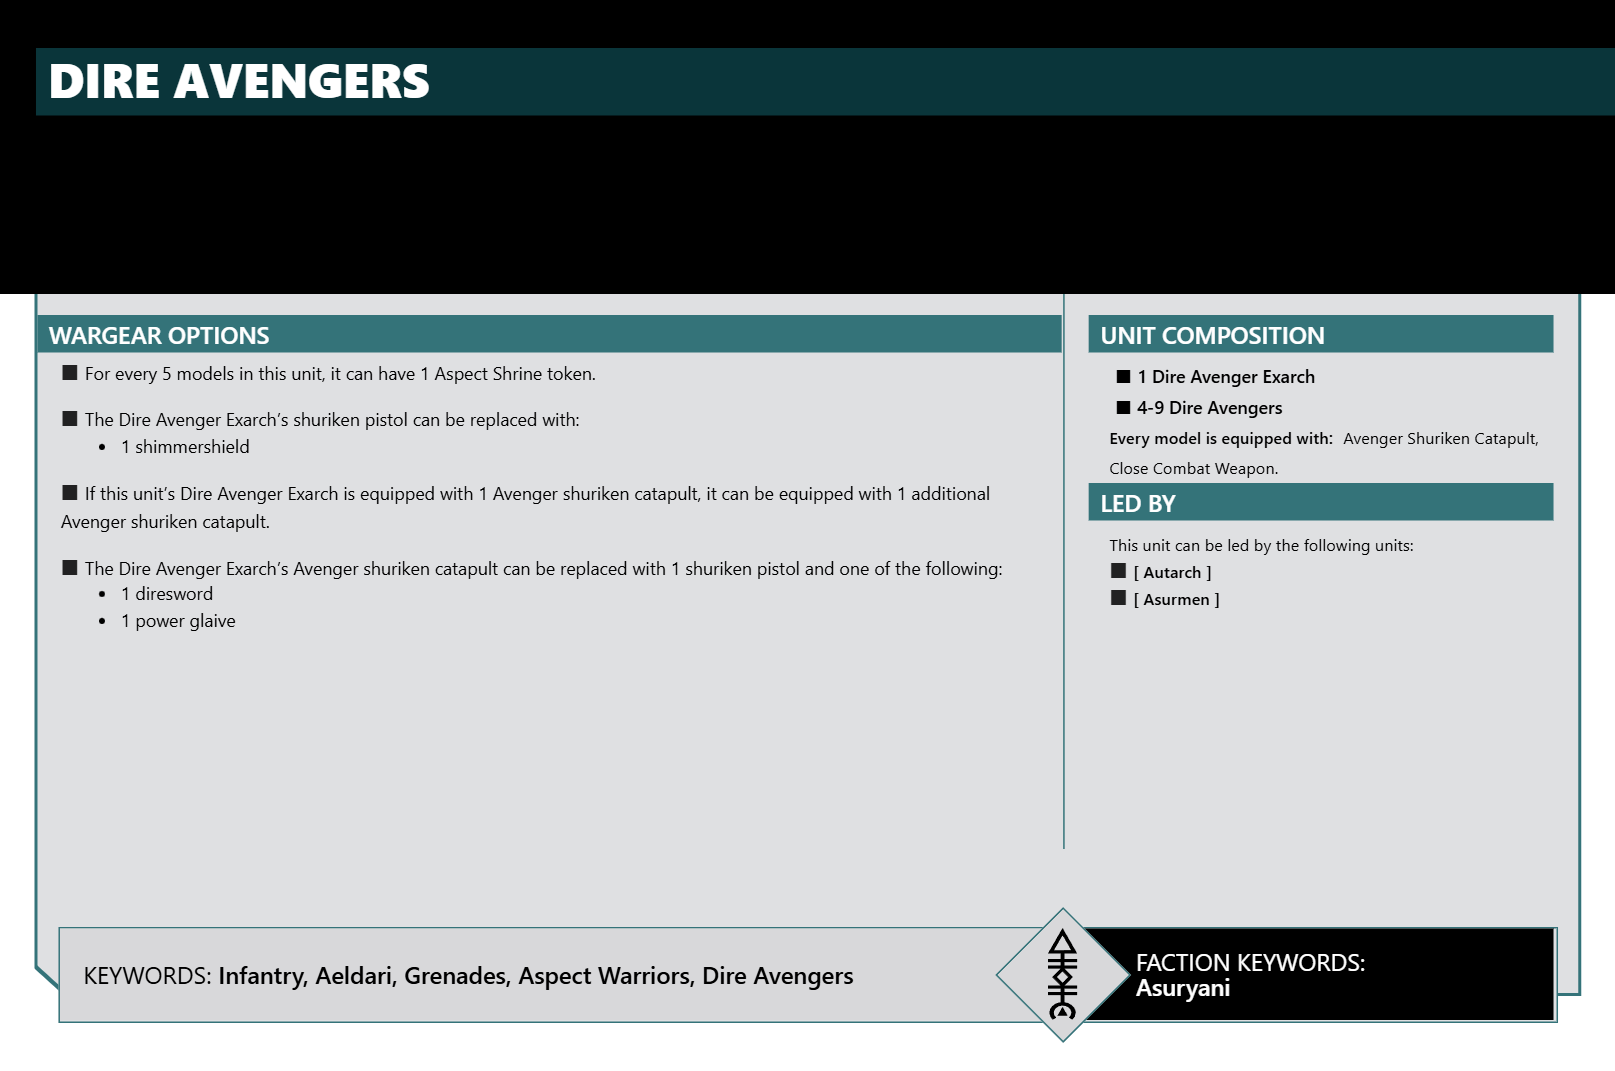 DIRE AVENGERS
WARGEAR OPTIONS
■ For every 5 models in this unit, it can have 1 Aspect Shrine token.
■ The Dire Avenger Exarch’s shuriken pistol can be replaced with:
• 1 shimmershield
■ If this unit’s Dire Avenger Exarch is equipped with 1 Avenger shuriken catapult, it can be equipped with 1 additional
Avenger shuriken catapult.
■ The Dire Avenger Exarch’s Avenger shuriken catapult can be replaced with 1 shuriken pistol and one of the following:
• 1 diresword
• 1 power glaive
UNIT COMPOSITION
■ 1 Dire Avenger Exarch
■ 4-9 Dire Avengers
Every model is equipped with: Avenger Shuriken Catapult,
Close Combat Weapon.
LED BY
This unit can be led by the following units:
■ [ Autarch ]
■ [ Asurmen ]
KEYWORDS: Infantry, Aeldari, Grenades, Aspect Warriors, Dire Avengers
FACTION KEYWORDS:
Asuryani